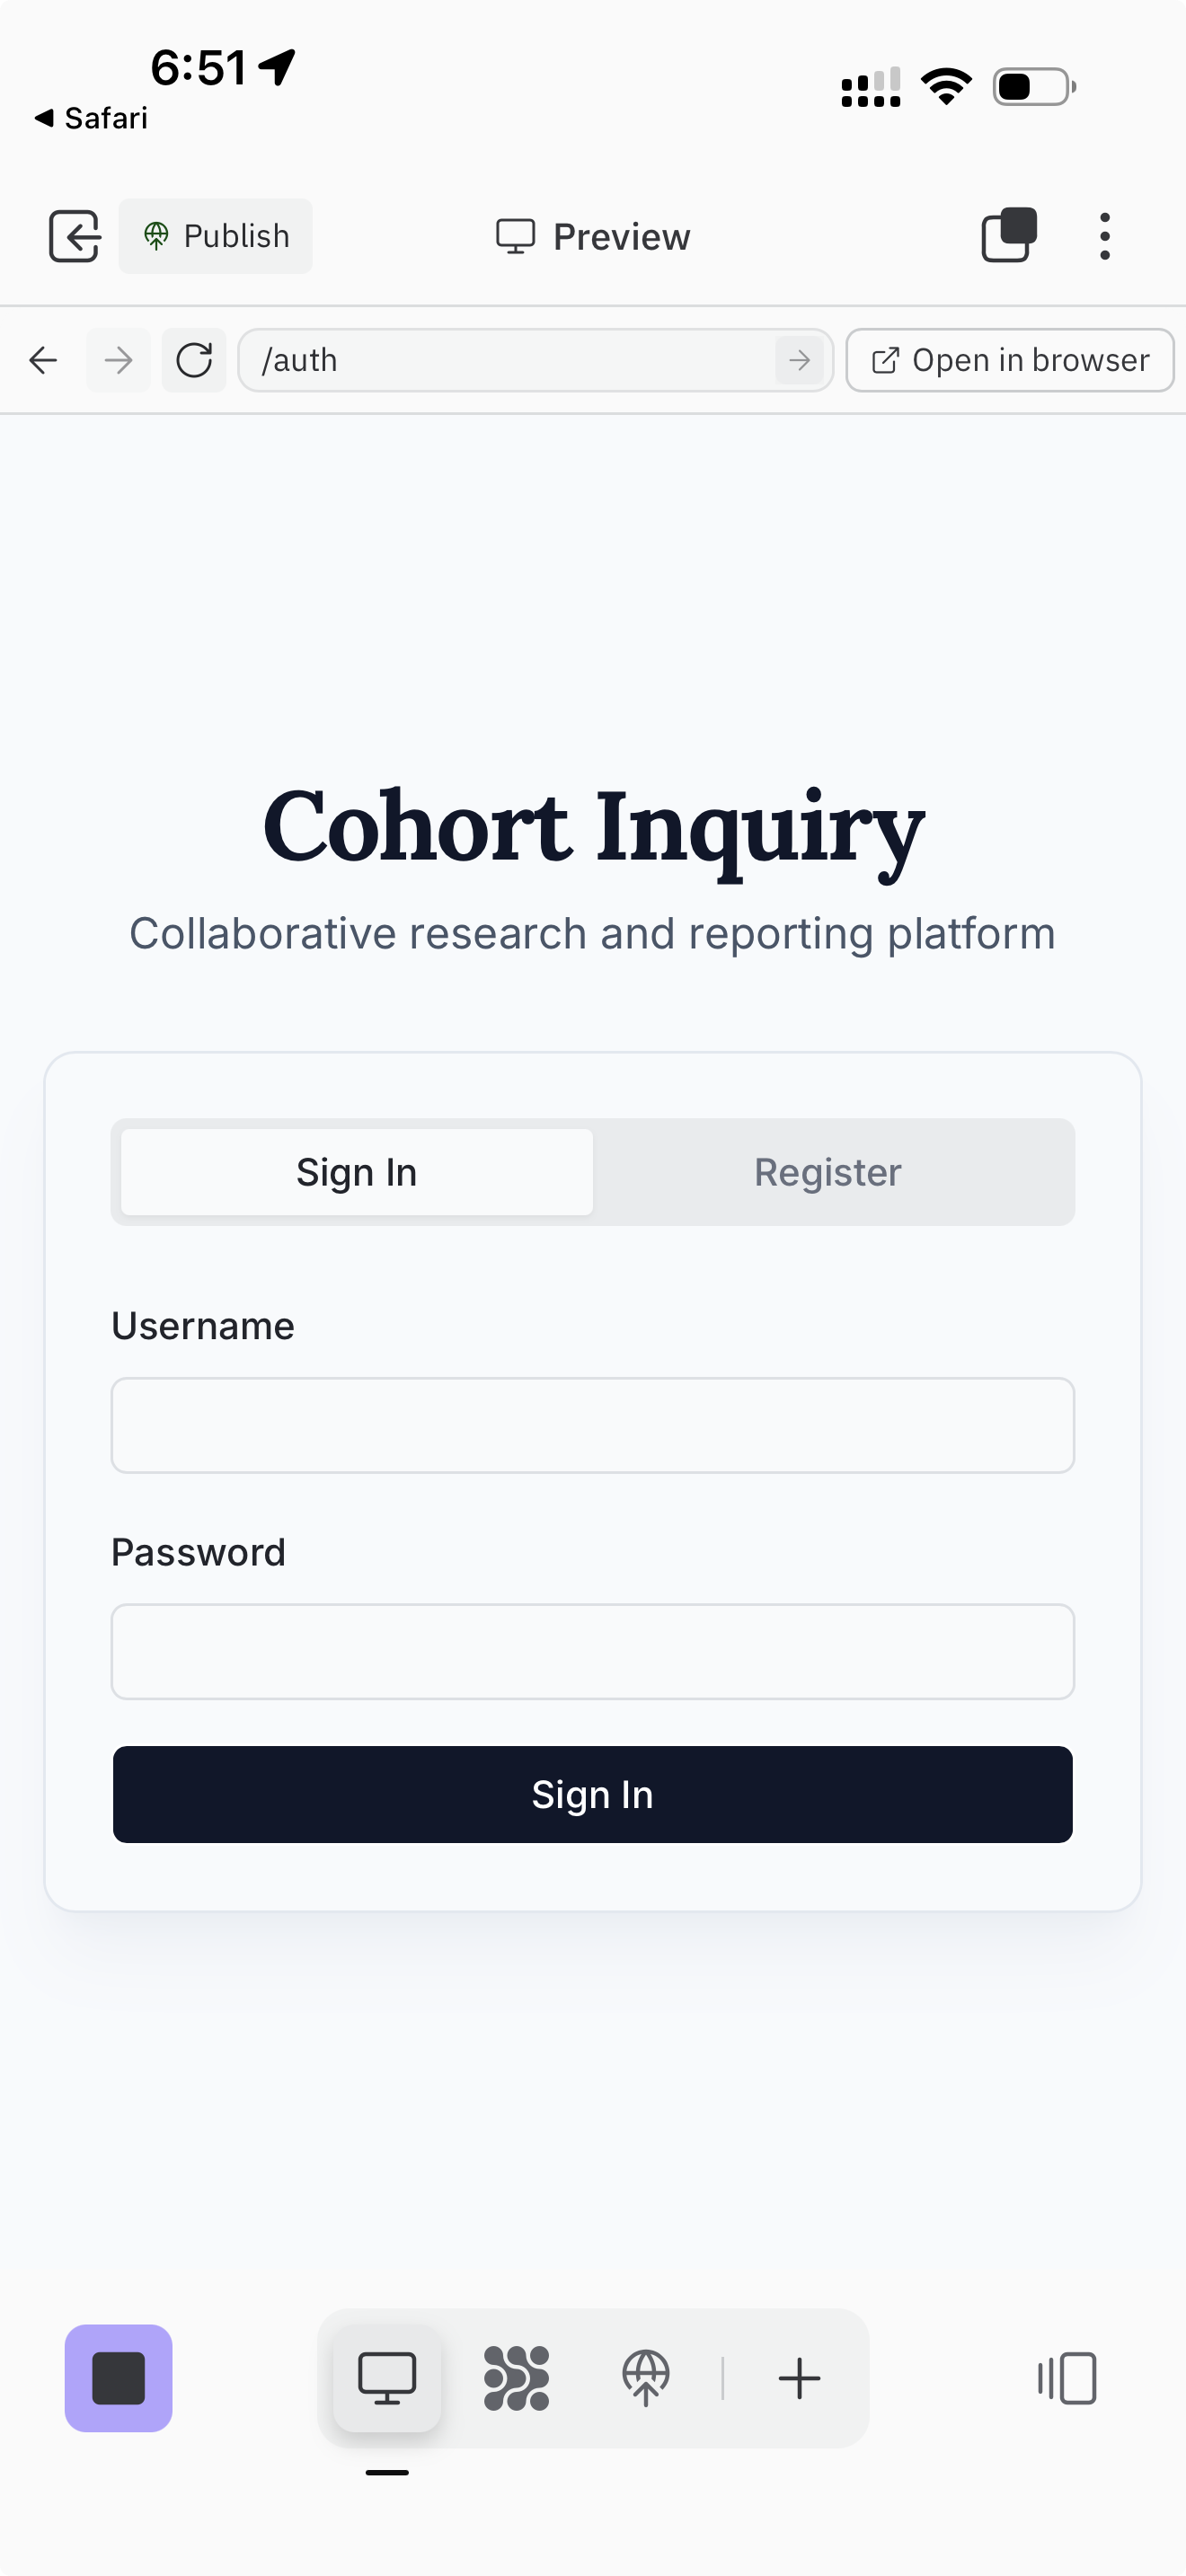 6:51
Safari
Publish
Preview
/auth
Open in browser
Cohort Inquiry
Collaborative research and reporting platform
Sign In
Register
Username
Password
Sign In